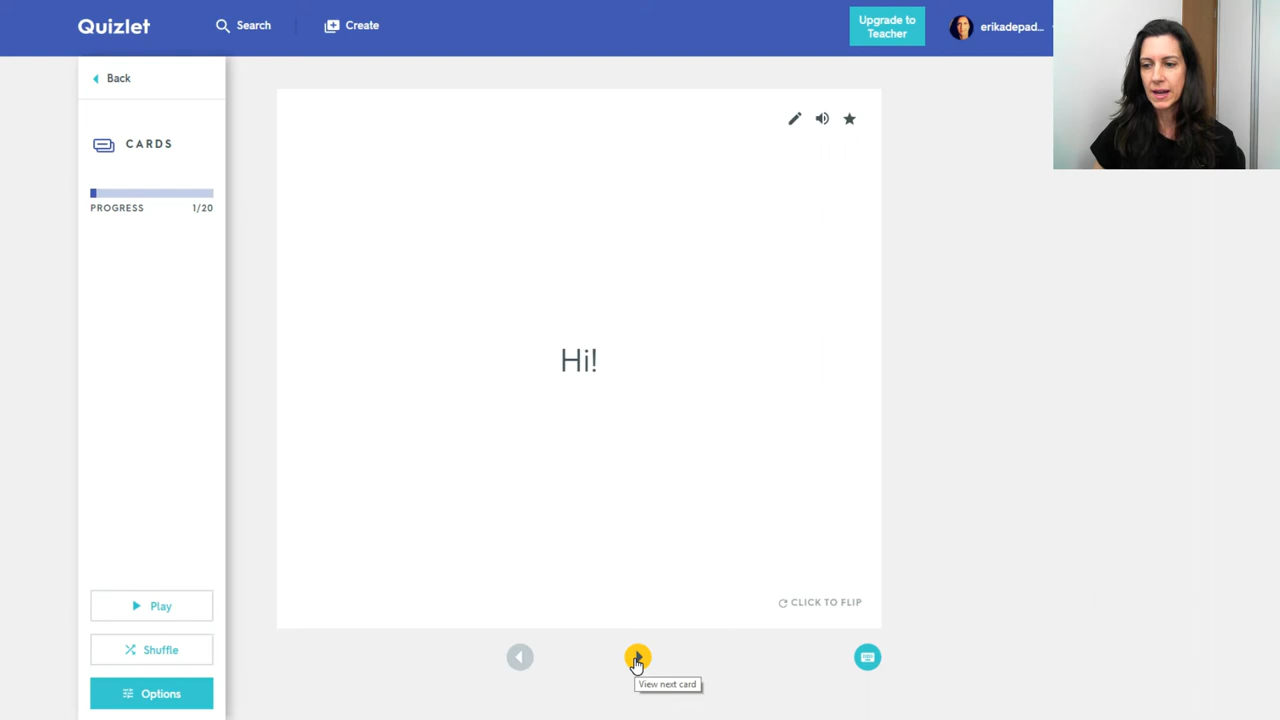 Quizlet
Search
Create
Upgrade to
Teacher
erikadepad...
Back
CARDS
PROGRESS 1/20
Hi!
CLICK TO FLIP
Play
Shuffle
Options
View next card